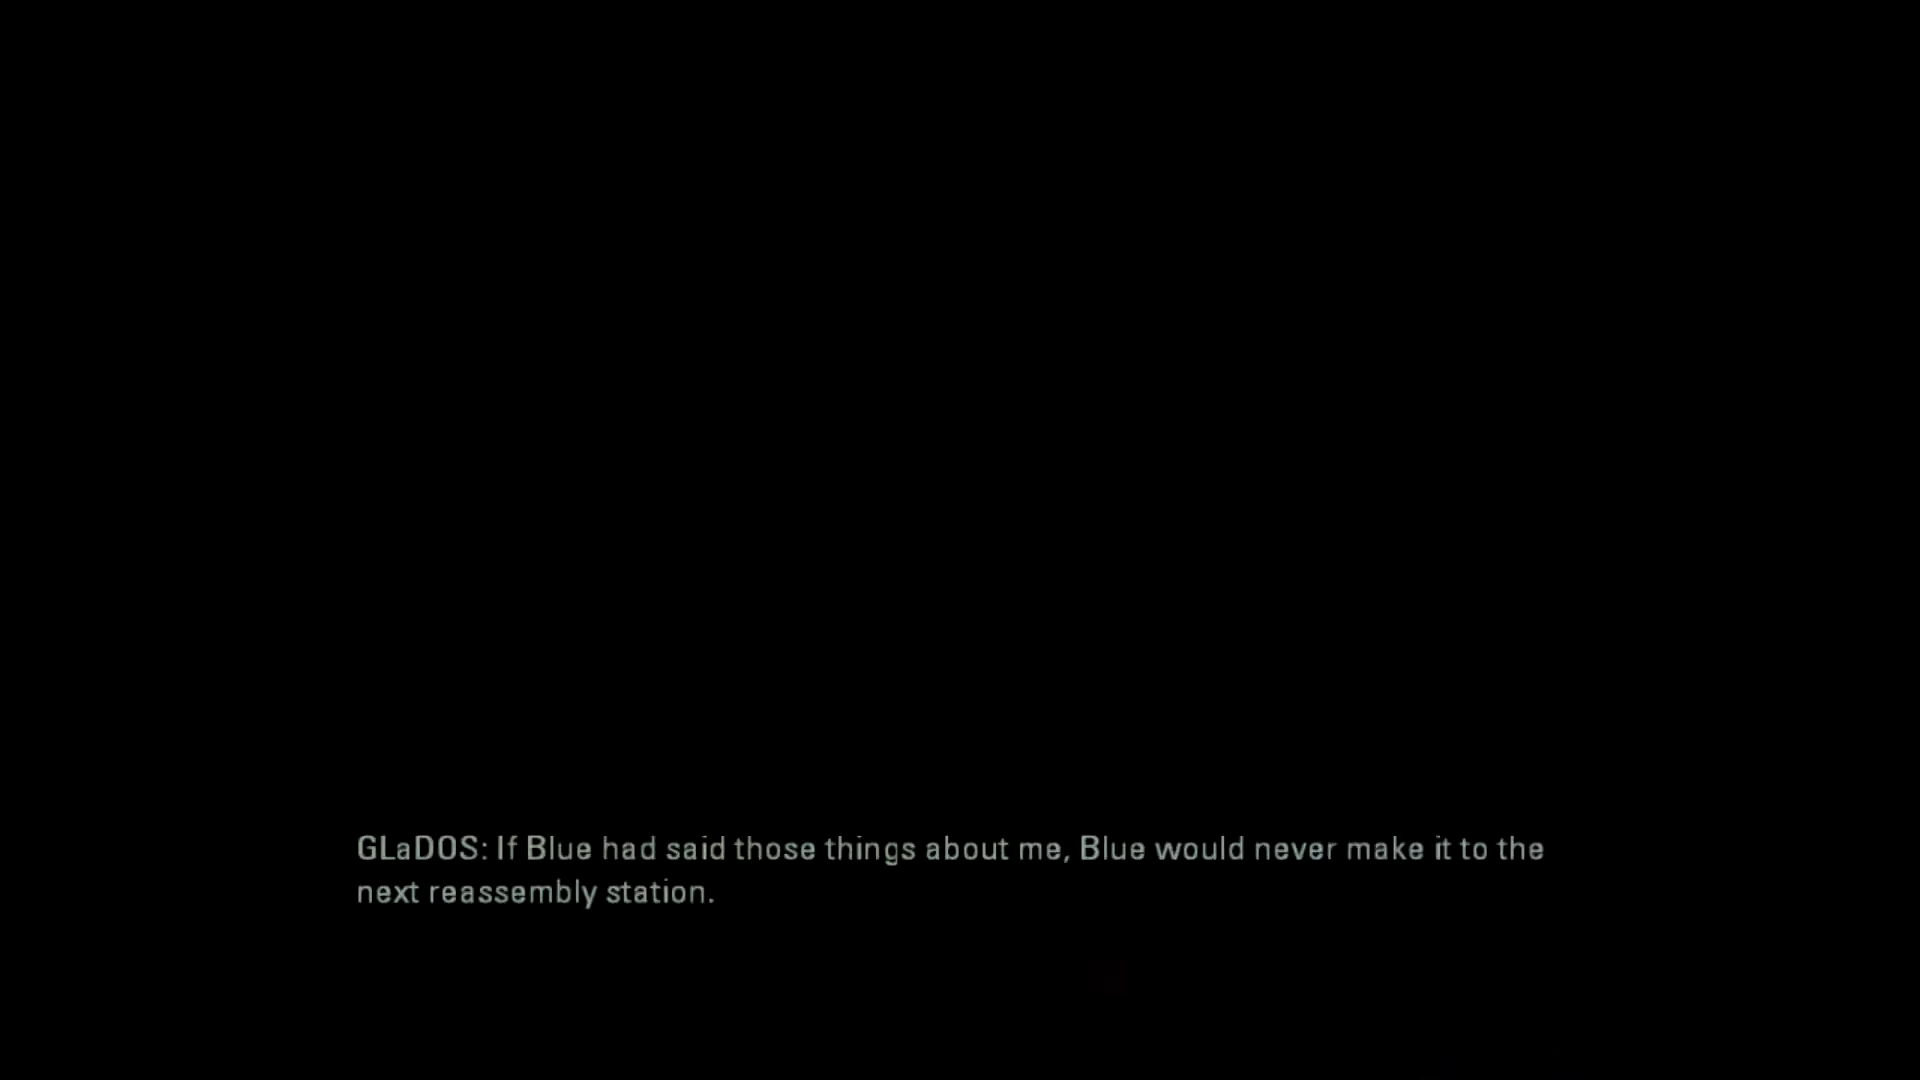 GLaDOS: If Blue had said those things about me, Blue would never make it to the
next reassembly station.